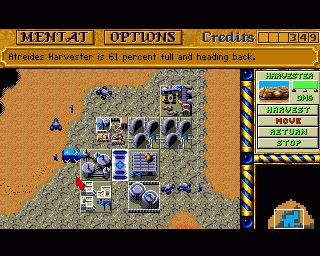 MENTAT OPTIONS Credits 349
Atreides Harvester is 61 percent full and heading back.
HARVESTER
DMG
HARVEST
MOVE
RETURN
STOP